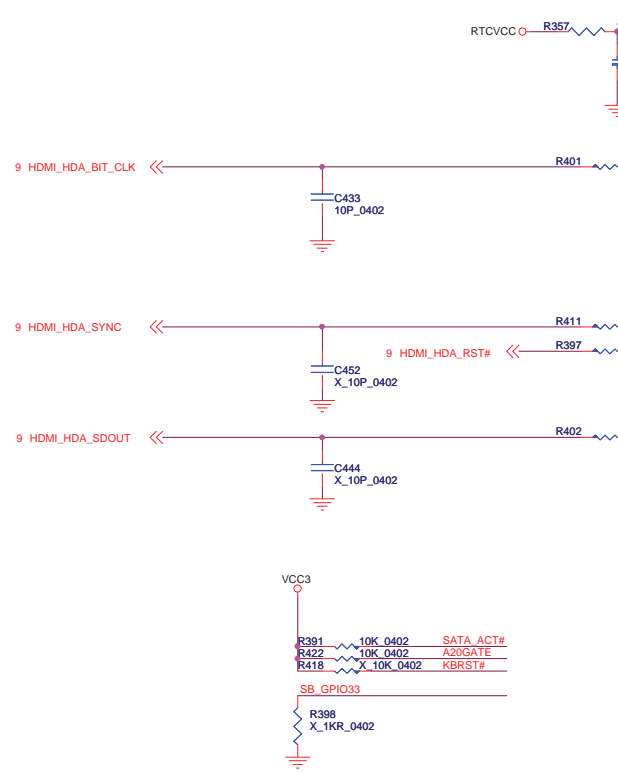 RTCVCC R357
9 HDMI_HDA_BIT_CLK R401
C433
10P_0402
9 HDMI_HDA_SYNC R411
9 HDMI_HDA_RST# R397
C452
X_10P_0402
9 HDMI_HDA_SDOUT R402
C444
X_10P_0402
VCC3
R391 10K_0402 SATA_ACT#
R422 10K_0402 A20GATE
R418 X_10K_0402 KBRST#
SB_GPIO33
R398
X_1KR_0402